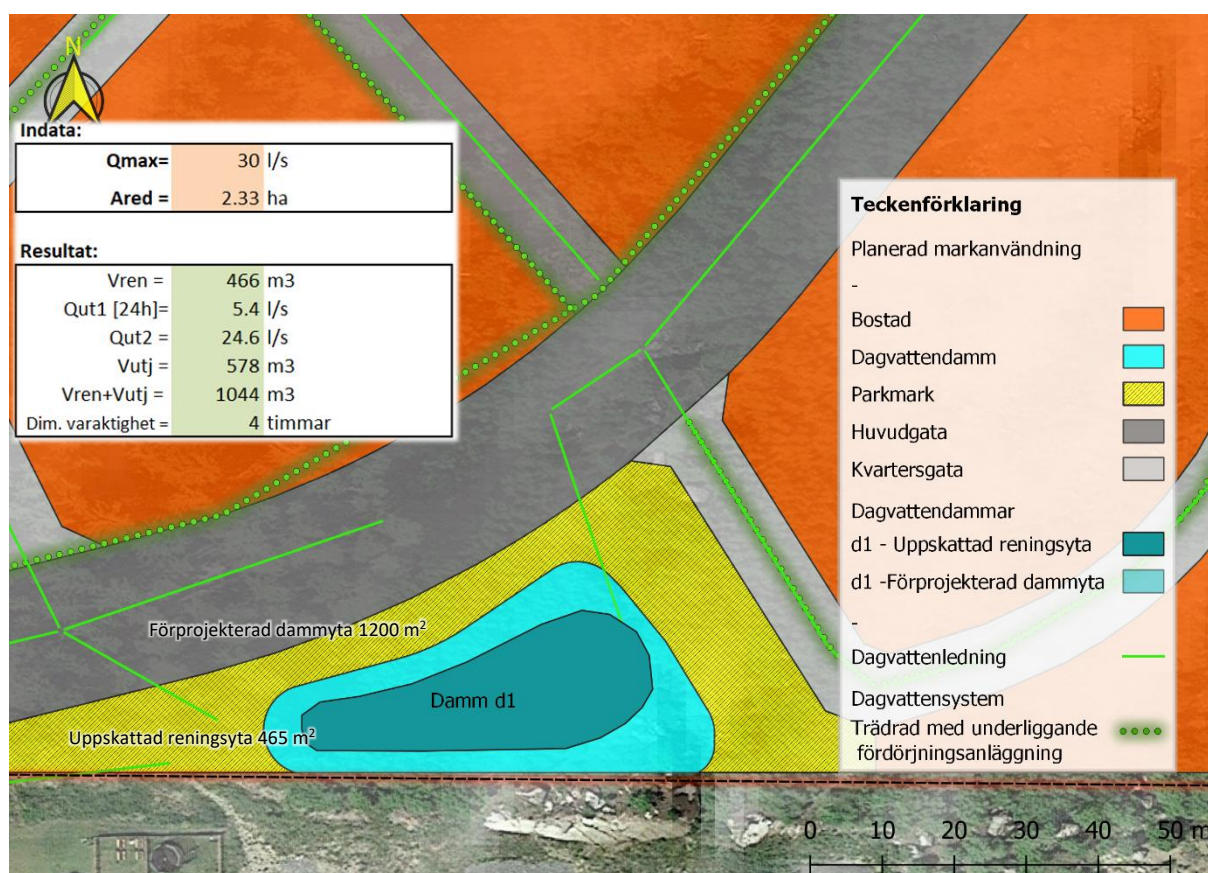 N
Indata:
Qmax= 30 l/s
Ared = 2.33 ha
Resultat:
Vren = 466 m3
Qut1 [24h]= 5.4 l/s
Qut2 = 24.6 l/s
Vutj = 578 m3
Vren+Vutj = 1044 m3
Dim. varaktighet = 4 timmar
Förprojekterad dammyta 1200 m²
Damm d1
Uppskattad reningsyta 465 m²
Teckenförklaring
Planerad markanvändning
-
Bostad
Dagvattendamm
Parkmark
Huvudgata
Kvartersgata
Dagvattendammar
d1 - Uppskattad reningsyta
d1 -Förprojekterad dammyta
-
Dagvattenledning
Dagvattensystem
Trädrad med underliggande
fördörjningsanläggning
0 10 20 30 40 50 m